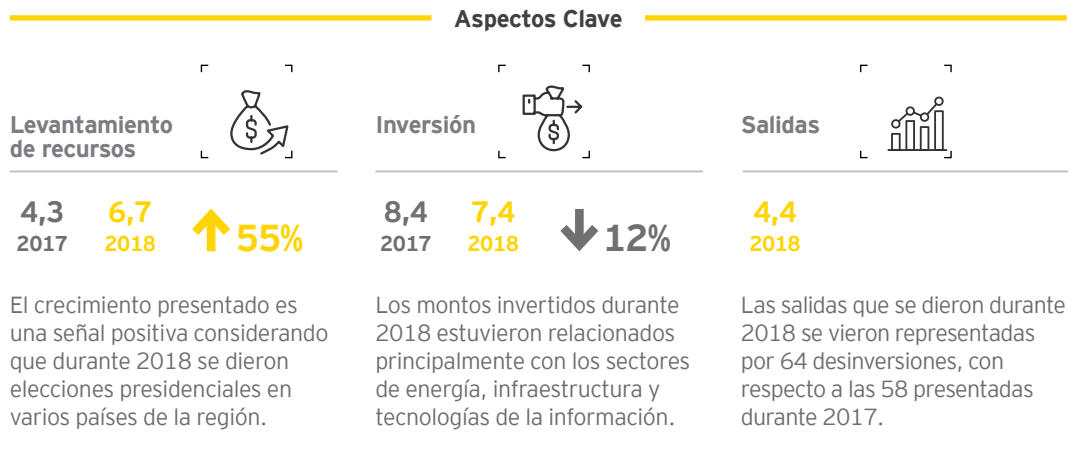 Aspectos Clave
Levantamiento
de recursos
4,3
2017
6,7
2018
55%
El crecimiento presentado es
una señal positiva considerando
que durante 2018 se dieron
elecciones presidenciales en
varios países de la región.
Inversión
8,4
2017
7,4
2018
12%
Los montos invertidos durante
2018 estuvieron relacionados
principalmente con los sectores
de energía, infraestructura y
tecnologías de la información.
Salidas
4,4
2018
Las salidas que se dieron durante
2018 se vieron representadas
por 64 desinversiones, con
respecto a las 58 presentadas
durante 2017.